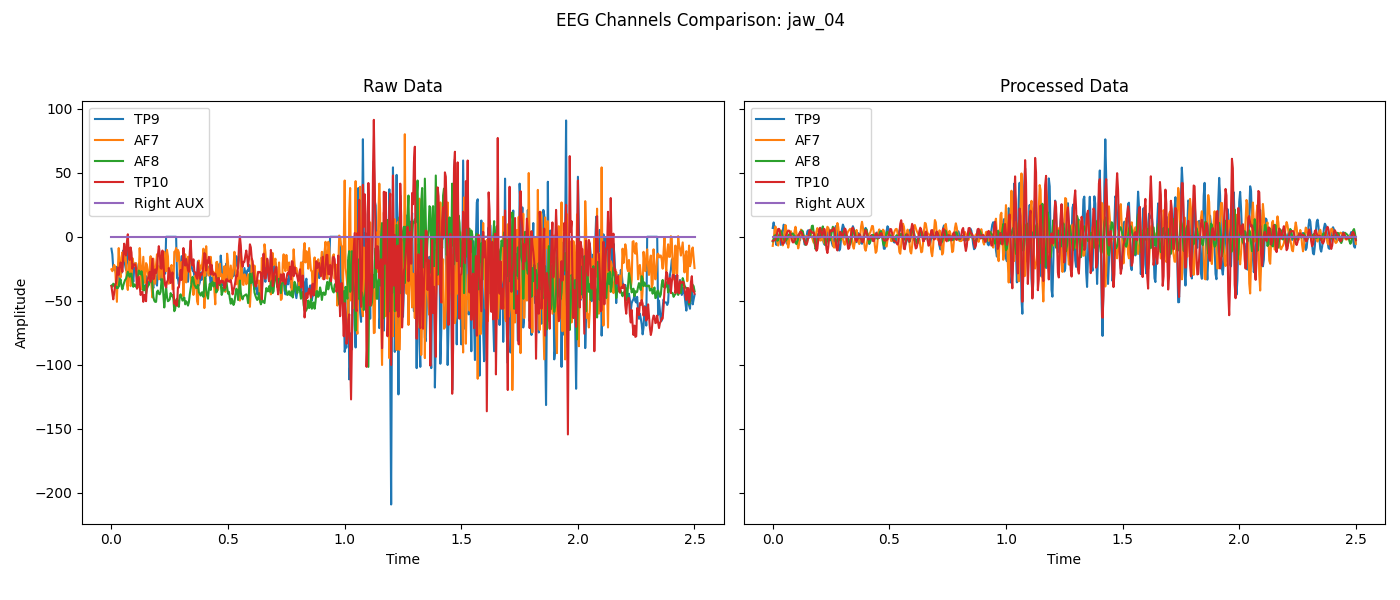 EEG Channels Comparison: jaw_04
Raw Data
Processed Data
TP9
AF7
AF8
TP10
Right AUX
TP9
AF7
AF8
TP10
Right AUX
100
50
0
−50
−100
−150
−200
Amplitude
0.0 0.5 1.0 1.5 2.0 2.5
0.0 0.5 1.0 1.5 2.0 2.5
Time
Time